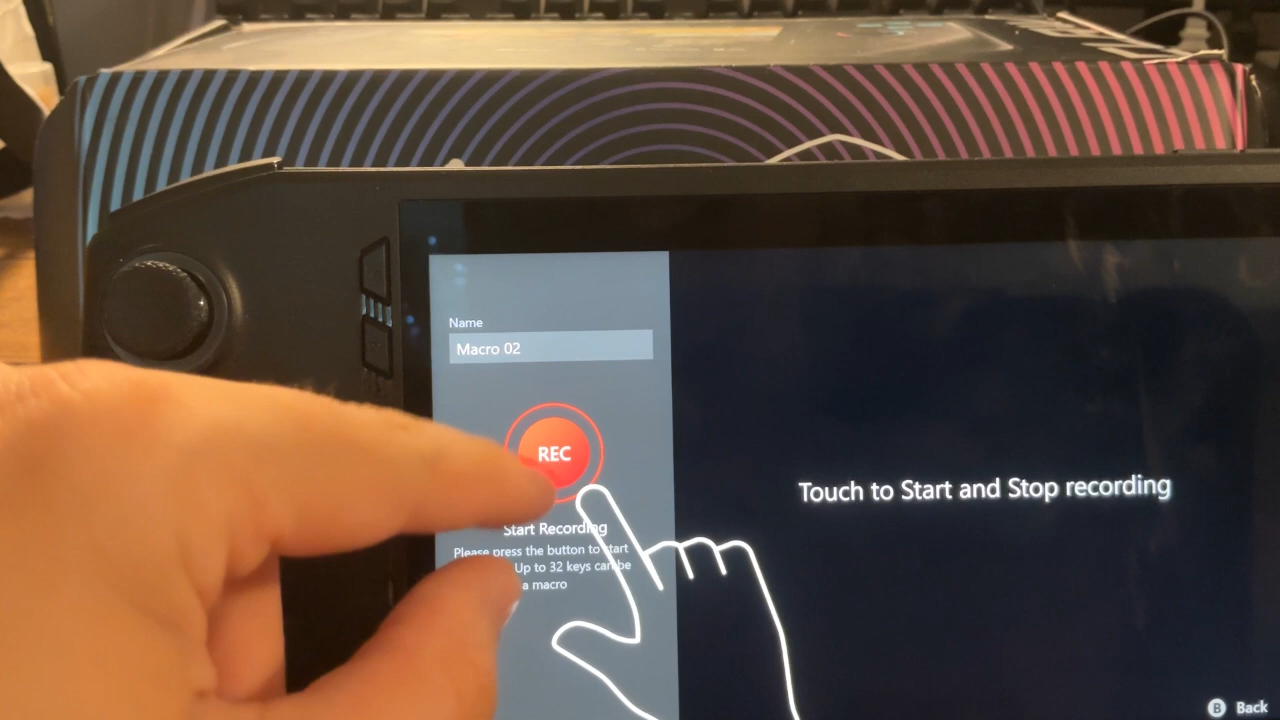 Name
Macro 02
REC
Touch to Start and Stop recording
Start Recording
Please press the button to start
Up to 32 keys can be
a macro
B Back